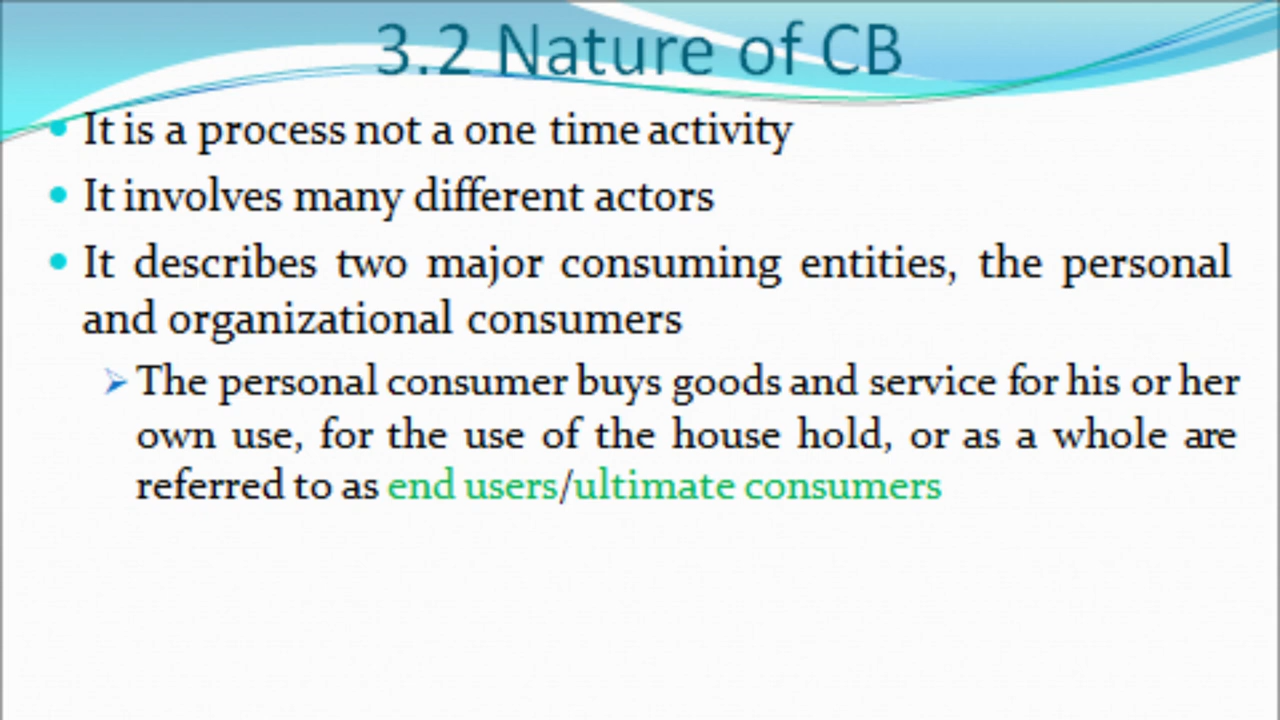 3.2 Nature of CB
It is a process not a one time activity
It involves many different actors
It describes two major consuming entities, the personal
and organizational consumers
The personal consumer buys goods and service for his or her
own use, for the use of the house hold, or as a whole are
referred to as end users/ultimate consumers